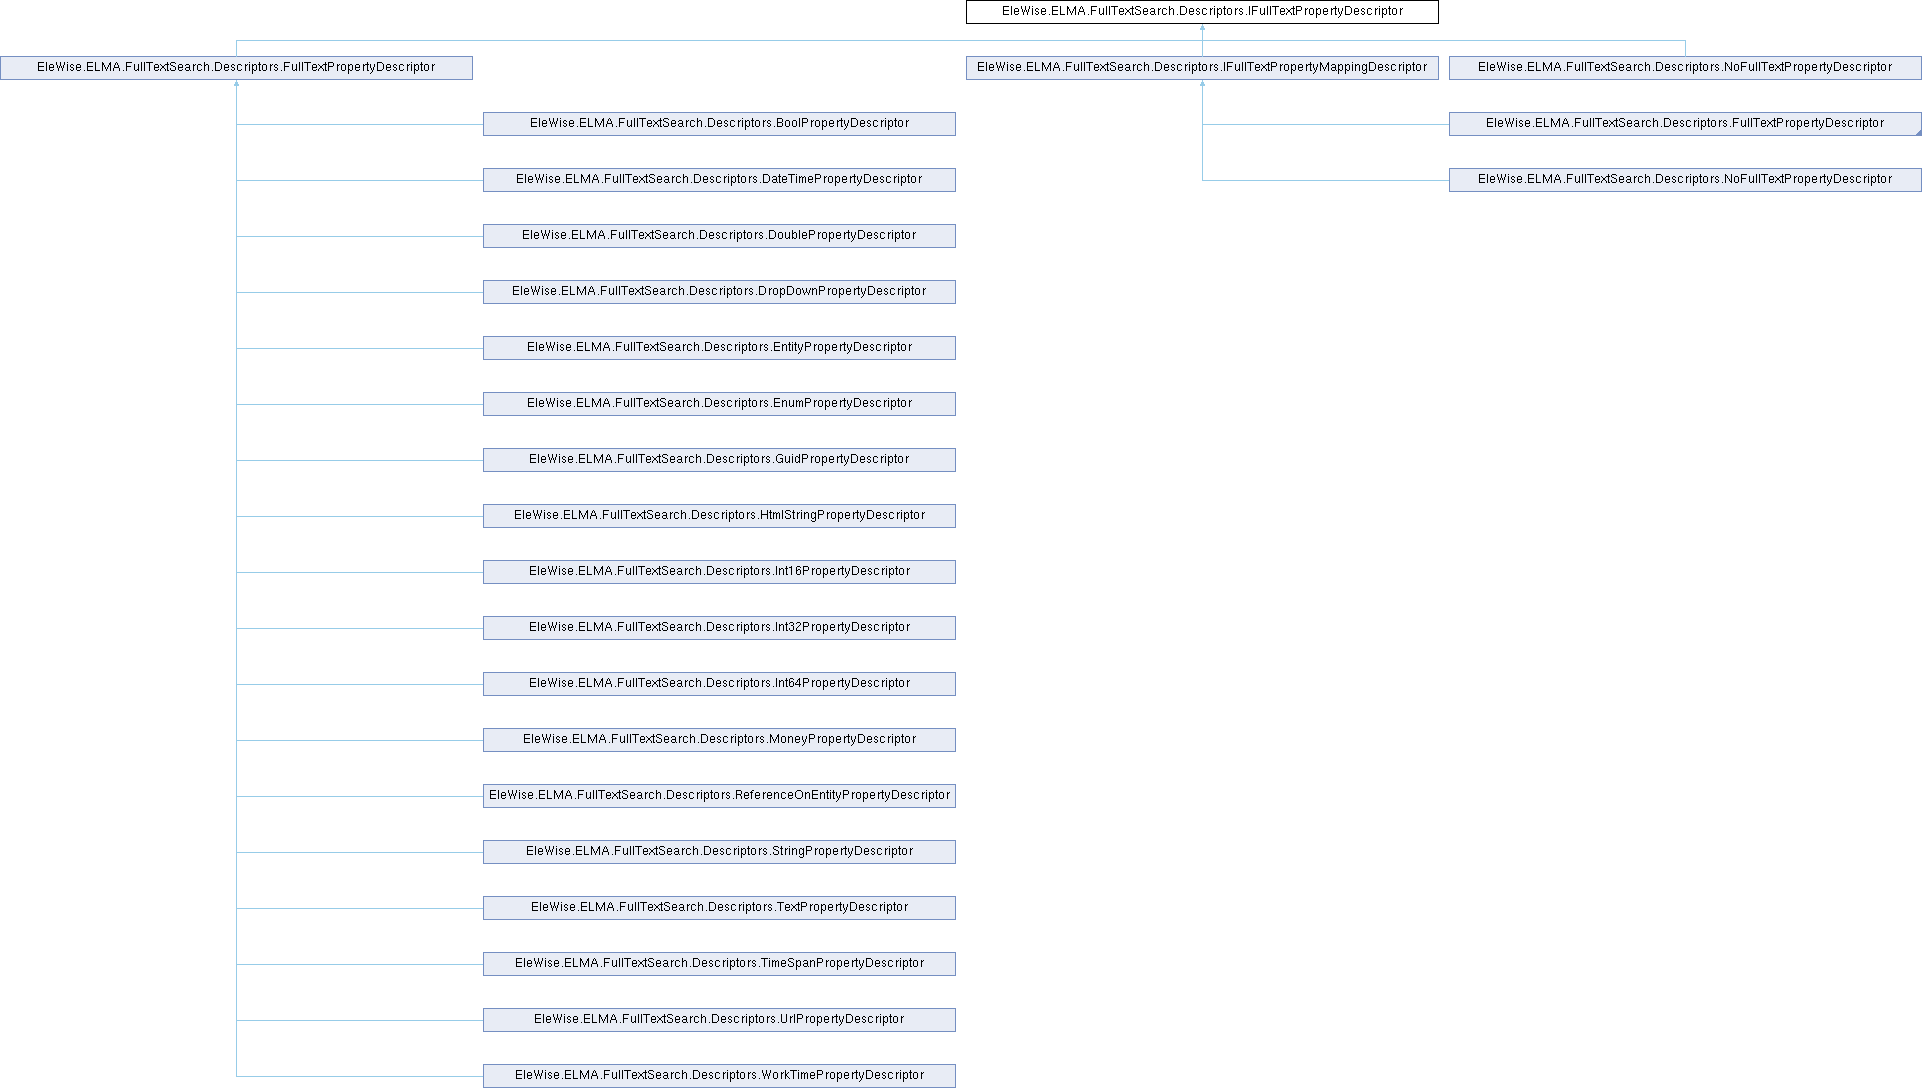 EleWise.ELMA.FullTextSearch.Descriptors.IFullTextPropertyDescriptor
EleWise.ELMA.FullTextSearch.Descriptors.FullTextPropertyDescriptor
EleWise.ELMA.FullTextSearch.Descriptors.IFullTextPropertyMappingDescriptor
EleWise.ELMA.FullTextSearch.Descriptors.NoFullTextPropertyDescriptor
EleWise.ELMA.FullTextSearch.Descriptors.BoolPropertyDescriptor
EleWise.ELMA.FullTextSearch.Descriptors.FullTextPropertyDescriptor
EleWise.ELMA.FullTextSearch.Descriptors.DateTimePropertyDescriptor
EleWise.ELMA.FullTextSearch.Descriptors.NoFullTextPropertyDescriptor
EleWise.ELMA.FullTextSearch.Descriptors.DoublePropertyDescriptor
EleWise.ELMA.FullTextSearch.Descriptors.DropDownPropertyDescriptor
EleWise.ELMA.FullTextSearch.Descriptors.EntityPropertyDescriptor
EleWise.ELMA.FullTextSearch.Descriptors.EnumPropertyDescriptor
EleWise.ELMA.FullTextSearch.Descriptors.GuidPropertyDescriptor
EleWise.ELMA.FullTextSearch.Descriptors.HtmlStringPropertyDescriptor
EleWise.ELMA.FullTextSearch.Descriptors.Int16PropertyDescriptor
EleWise.ELMA.FullTextSearch.Descriptors.Int32PropertyDescriptor
EleWise.ELMA.FullTextSearch.Descriptors.Int64PropertyDescriptor
EleWise.ELMA.FullTextSearch.Descriptors.MoneyPropertyDescriptor
EleWise.ELMA.FullTextSearch.Descriptors.ReferenceOnEntityPropertyDescriptor
EleWise.ELMA.FullTextSearch.Descriptors.StringPropertyDescriptor
EleWise.ELMA.FullTextSearch.Descriptors.TextPropertyDescriptor
EleWise.ELMA.FullTextSearch.Descriptors.TimeSpanPropertyDescriptor
EleWise.ELMA.FullTextSearch.Descriptors.UrlPropertyDescriptor
EleWise.ELMA.FullTextSearch.Descriptors.WorkTimePropertyDescriptor